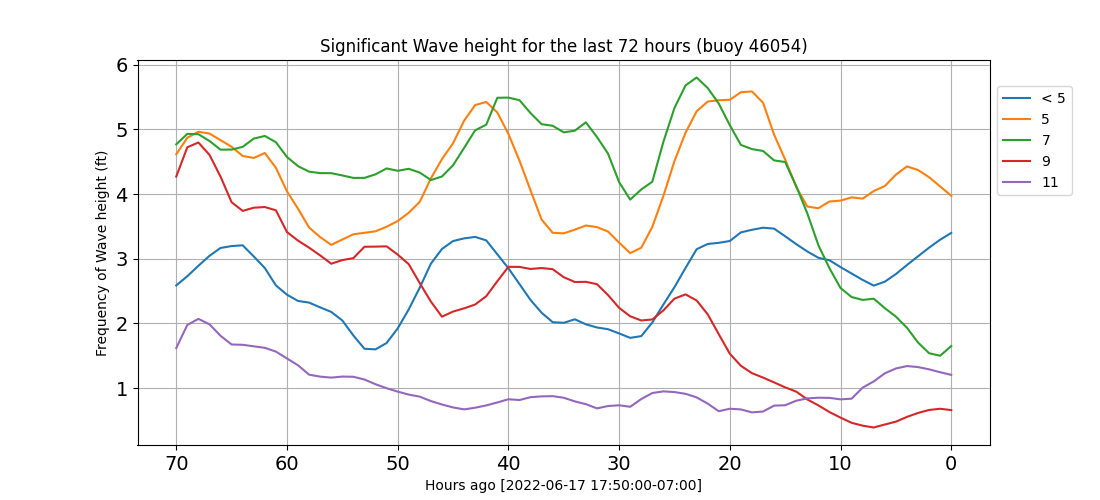 Significant Wave height for the last 72 hours (buoy 46054)
Frequency of Wave height (ft)
6
5
4
3
2
1
70 60 50 40 30 20 10 0
Hours ago [2022-06-17 17:50:00-07:00]
< 5
5
7
9
11